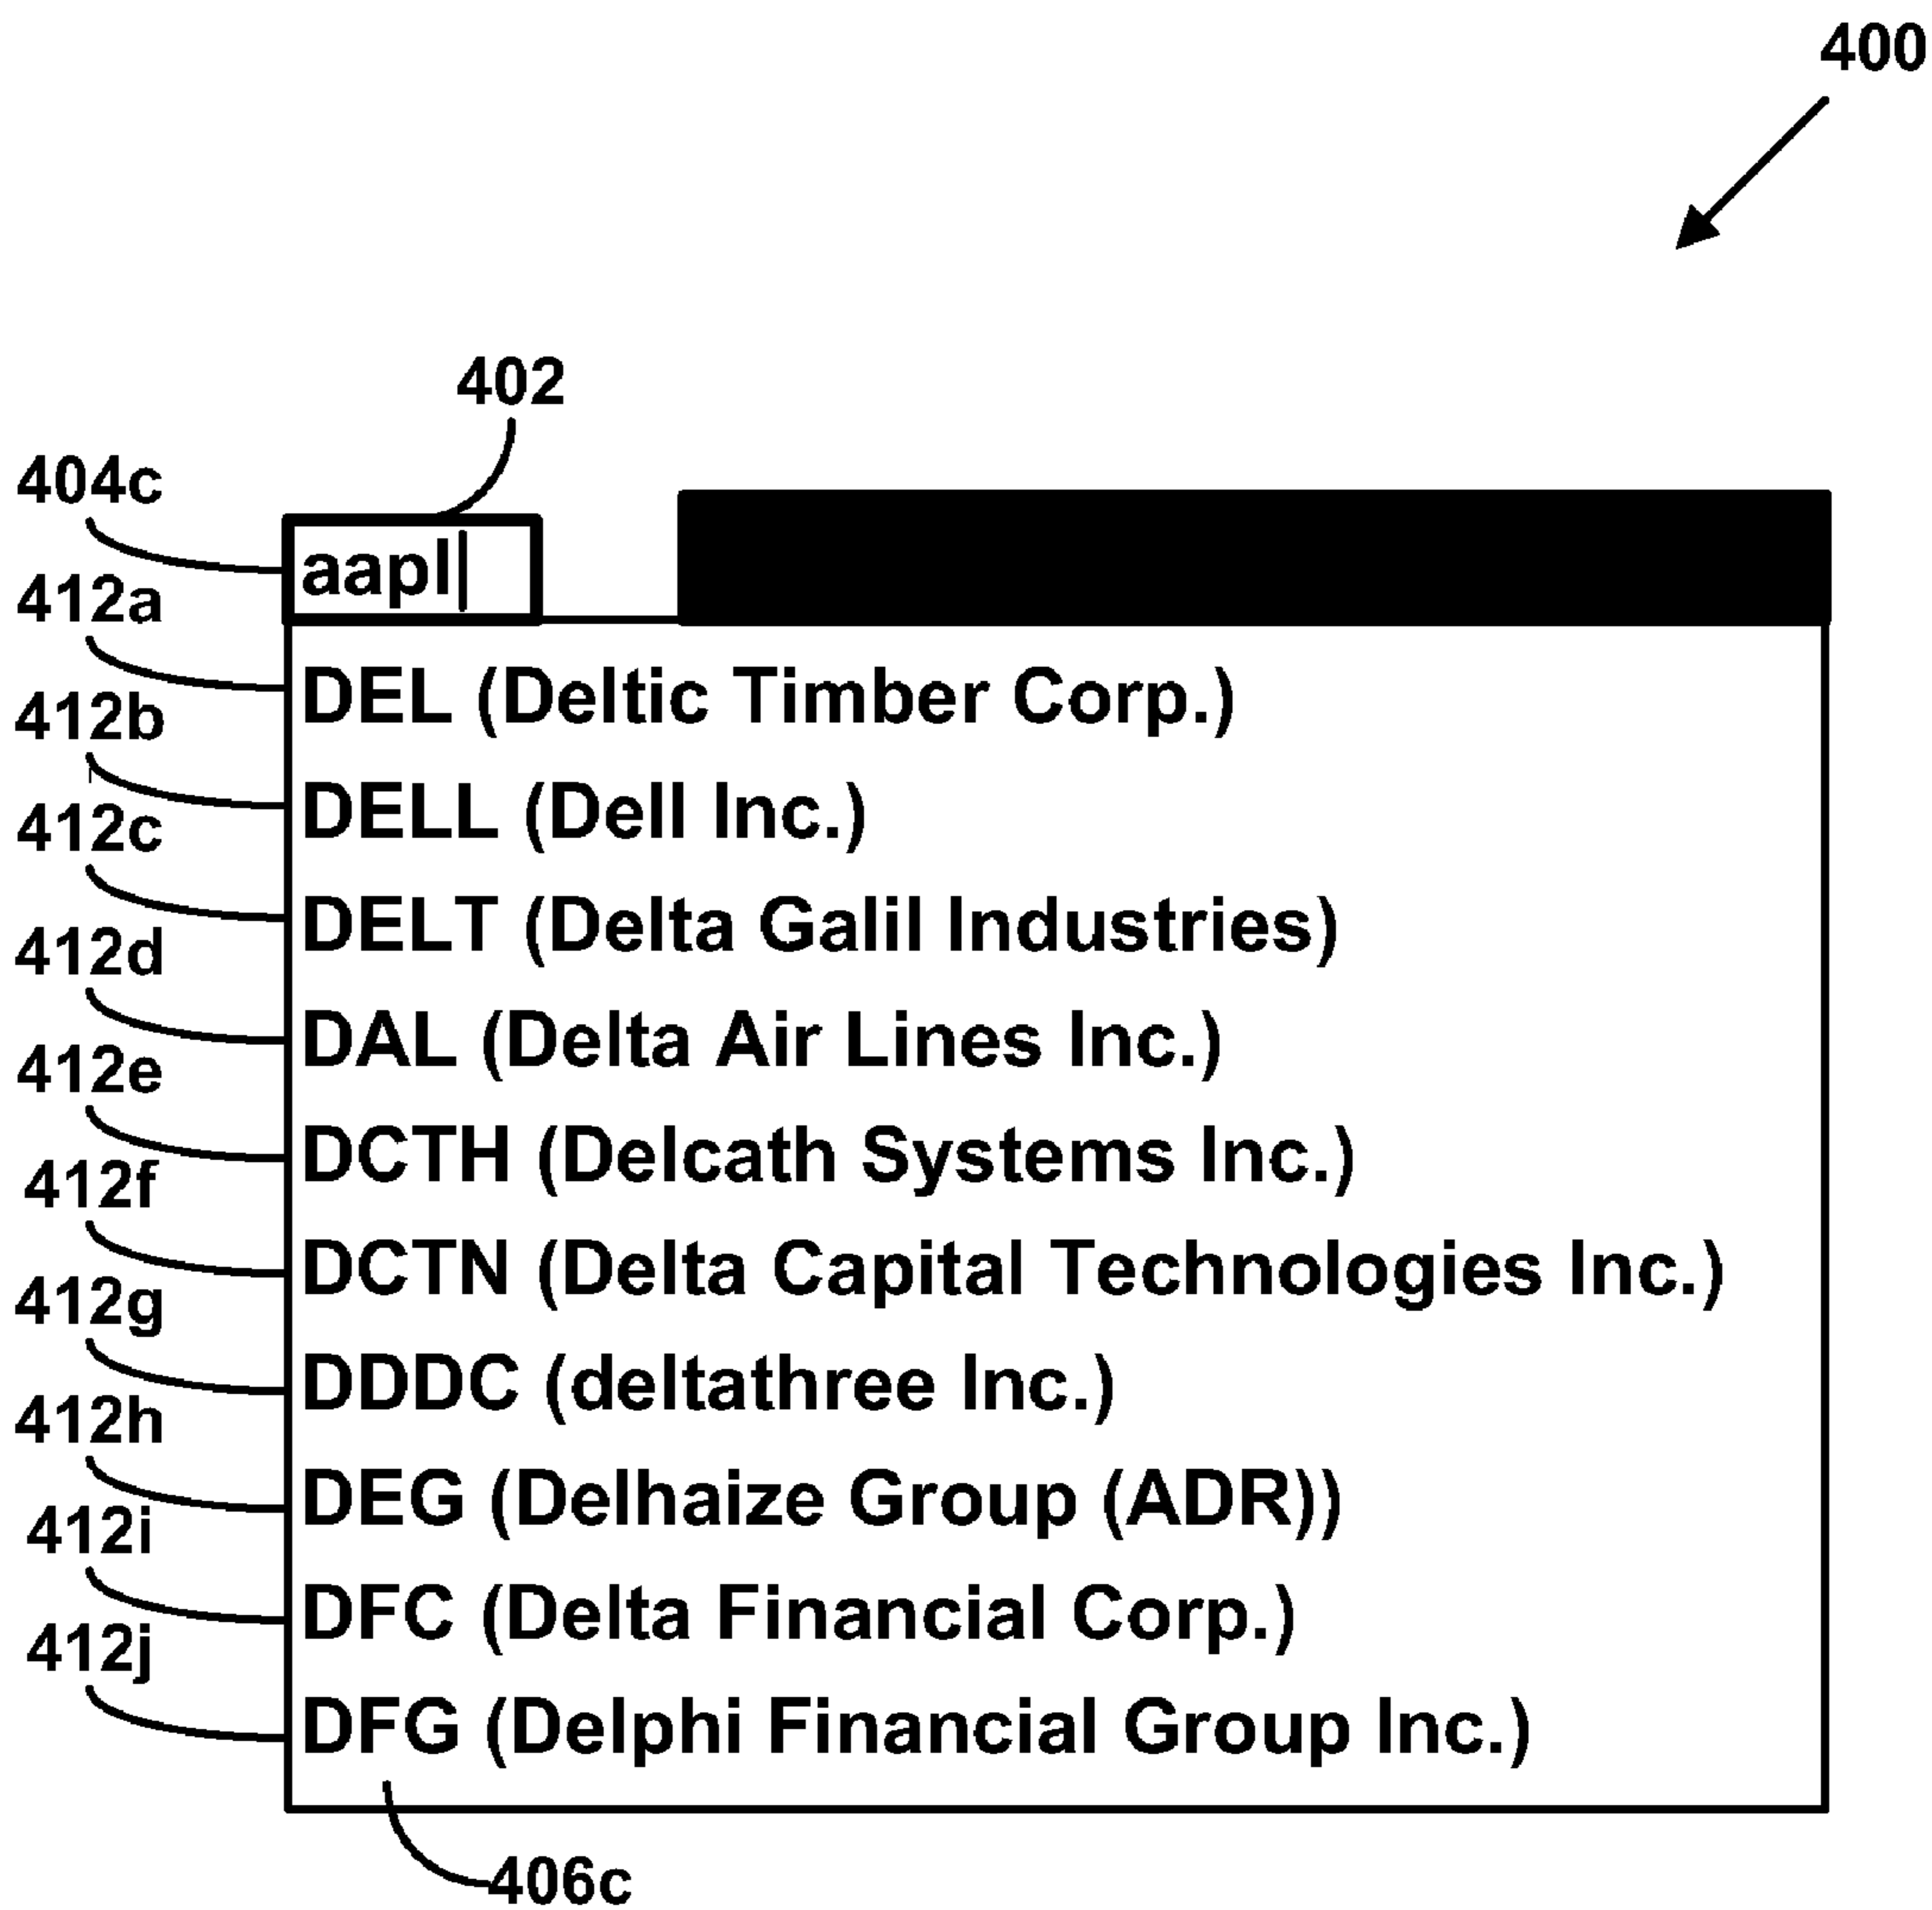 400
402
404c
aapl
412a
DEL (Deltic Timber Corp.)
412b
DELL (Dell Inc.)
412c
DELT (Delta Galil Industries)
412d
DAL (Delta Air Lines Inc.)
412e
DCTH (Delcath Systems Inc.)
412f
DCTN (Delta Capital Technologies Inc.)
412g
DDDC (deltathree Inc.)
412h
DEG (Delhaize Group (ADR))
412i
DFC (Delta Financial Corp.)
412j
DFG (Delphi Financial Group Inc.)
406c